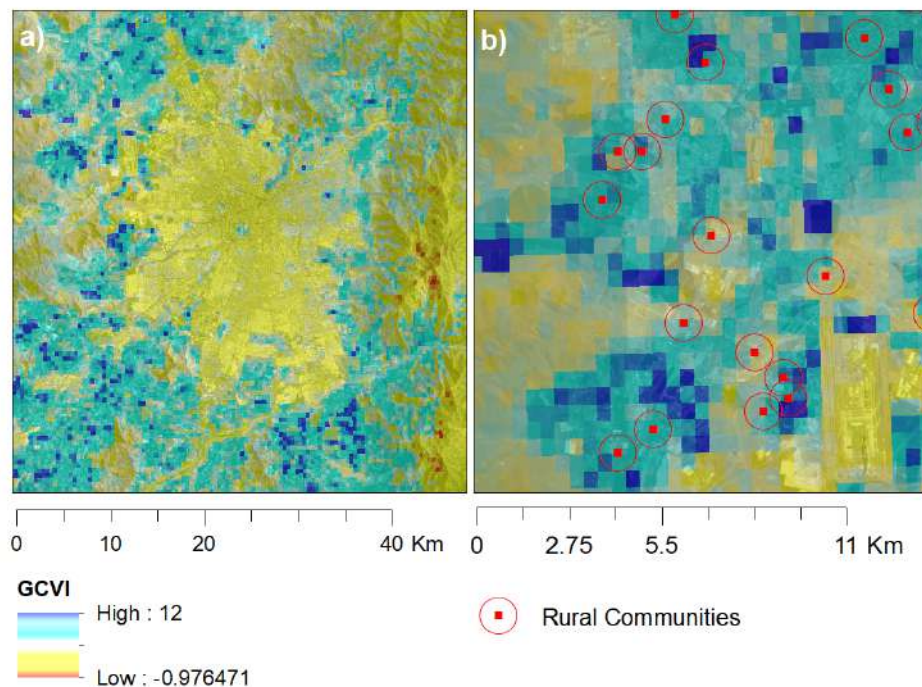 a)
b)
0 20 40 Km
0 2.75 5.5 11 Km
GCVI
High : 12
Low : -0.976471
Rural Communities